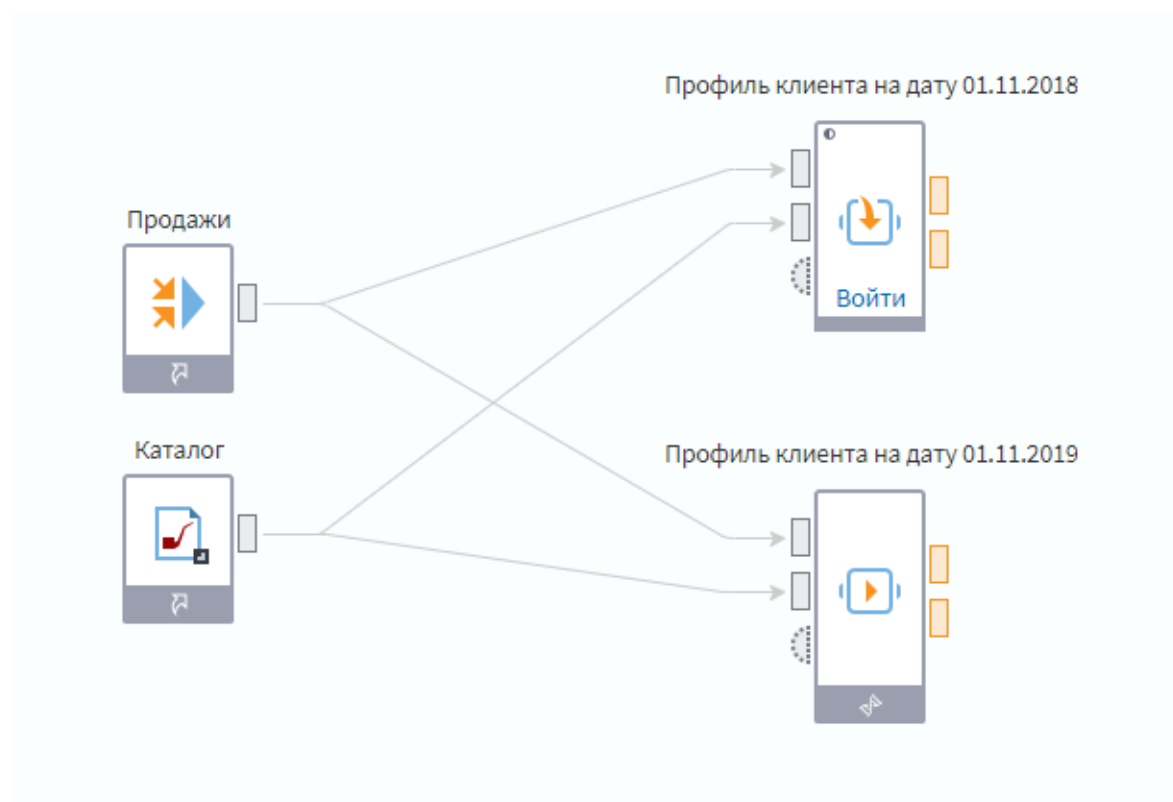 Профиль клиента на дату 01.11.2018
Продажи
Войти
Каталог
Профиль клиента на дату 01.11.2019